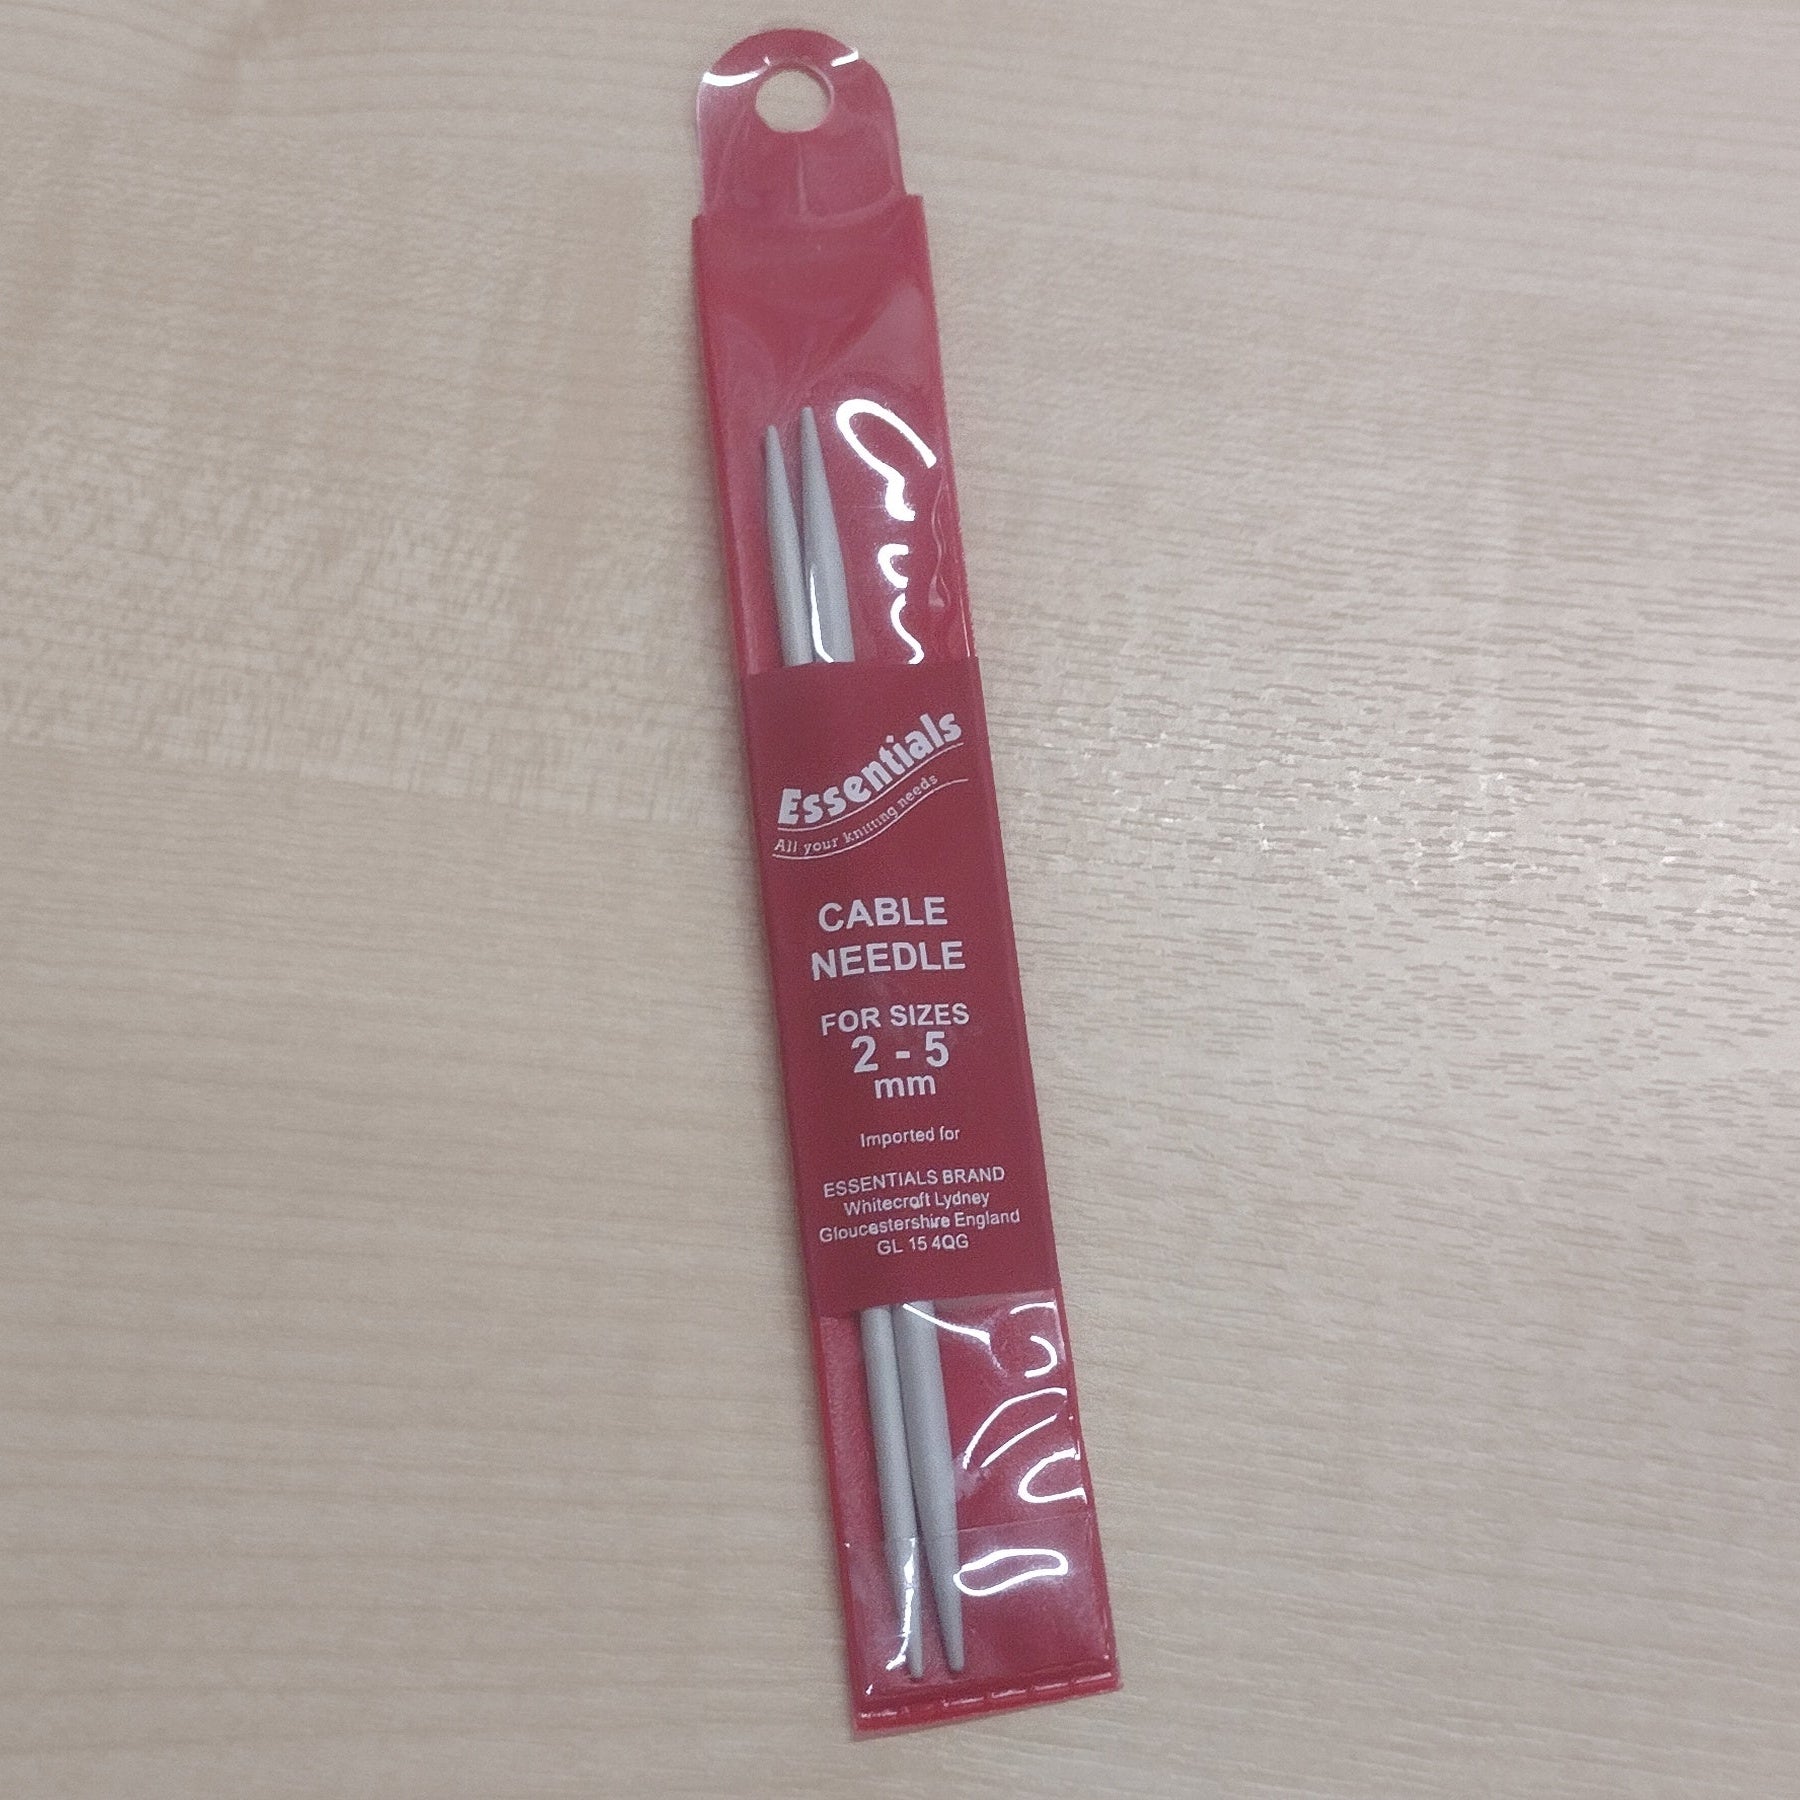 Essentials
All your knitting needs
CABLE
NEEDLE
FOR SIZES
2 - 5
mm
Imported for
ESSENTIALS BRAND
Whitecroft Lydney
Gloucestershire England
GL 15 4QG